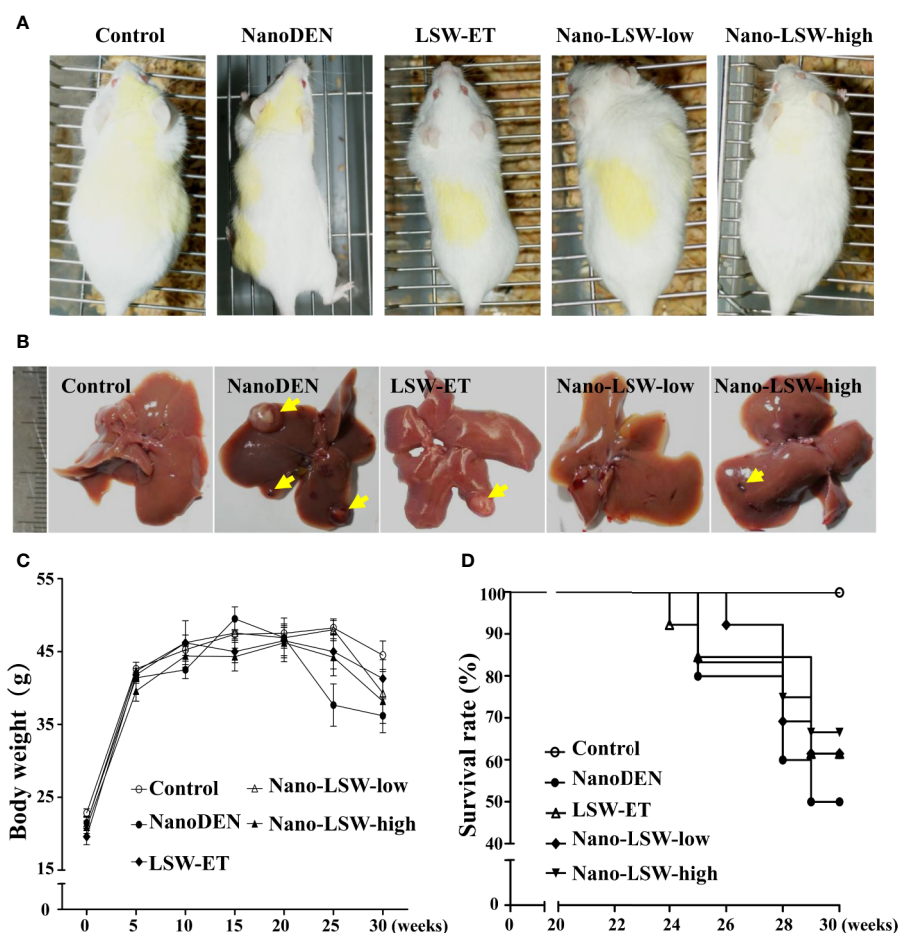 A
Control NanoDEN LSW-ET Nano-LSW-low Nano-LSW-high
B
Control NanoDEN LSW-ET Nano-LSW-low Nano-LSW-high
C
Body weight (g)
55
45
35
25
15
0
Control
NanoDEN
LSW-ET
Nano-LSW-low
Nano-LSW-high
0 5 10 15 20 25 30 (weeks)
D
Survival rate (%)
100
90
80
70
60
50
40
0
Control
NanoDEN
LSW-ET
Nano-LSW-low
Nano-LSW-high
0 20 22 24 26 28 30 (weeks)